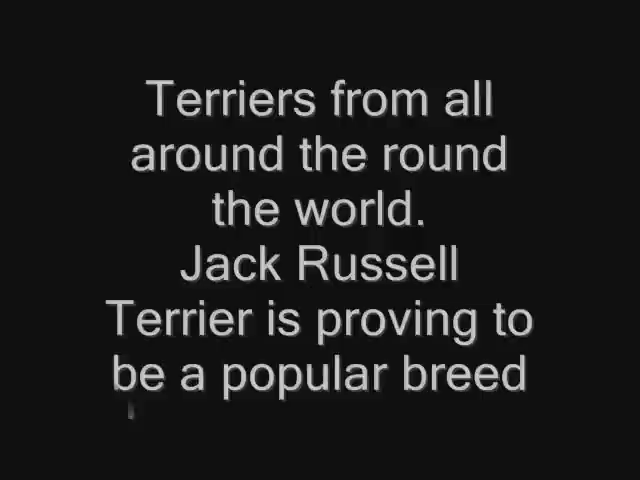 Terriers from all
around the round
the world.
Jack Russell
Terrier is proving to
be a popular breed